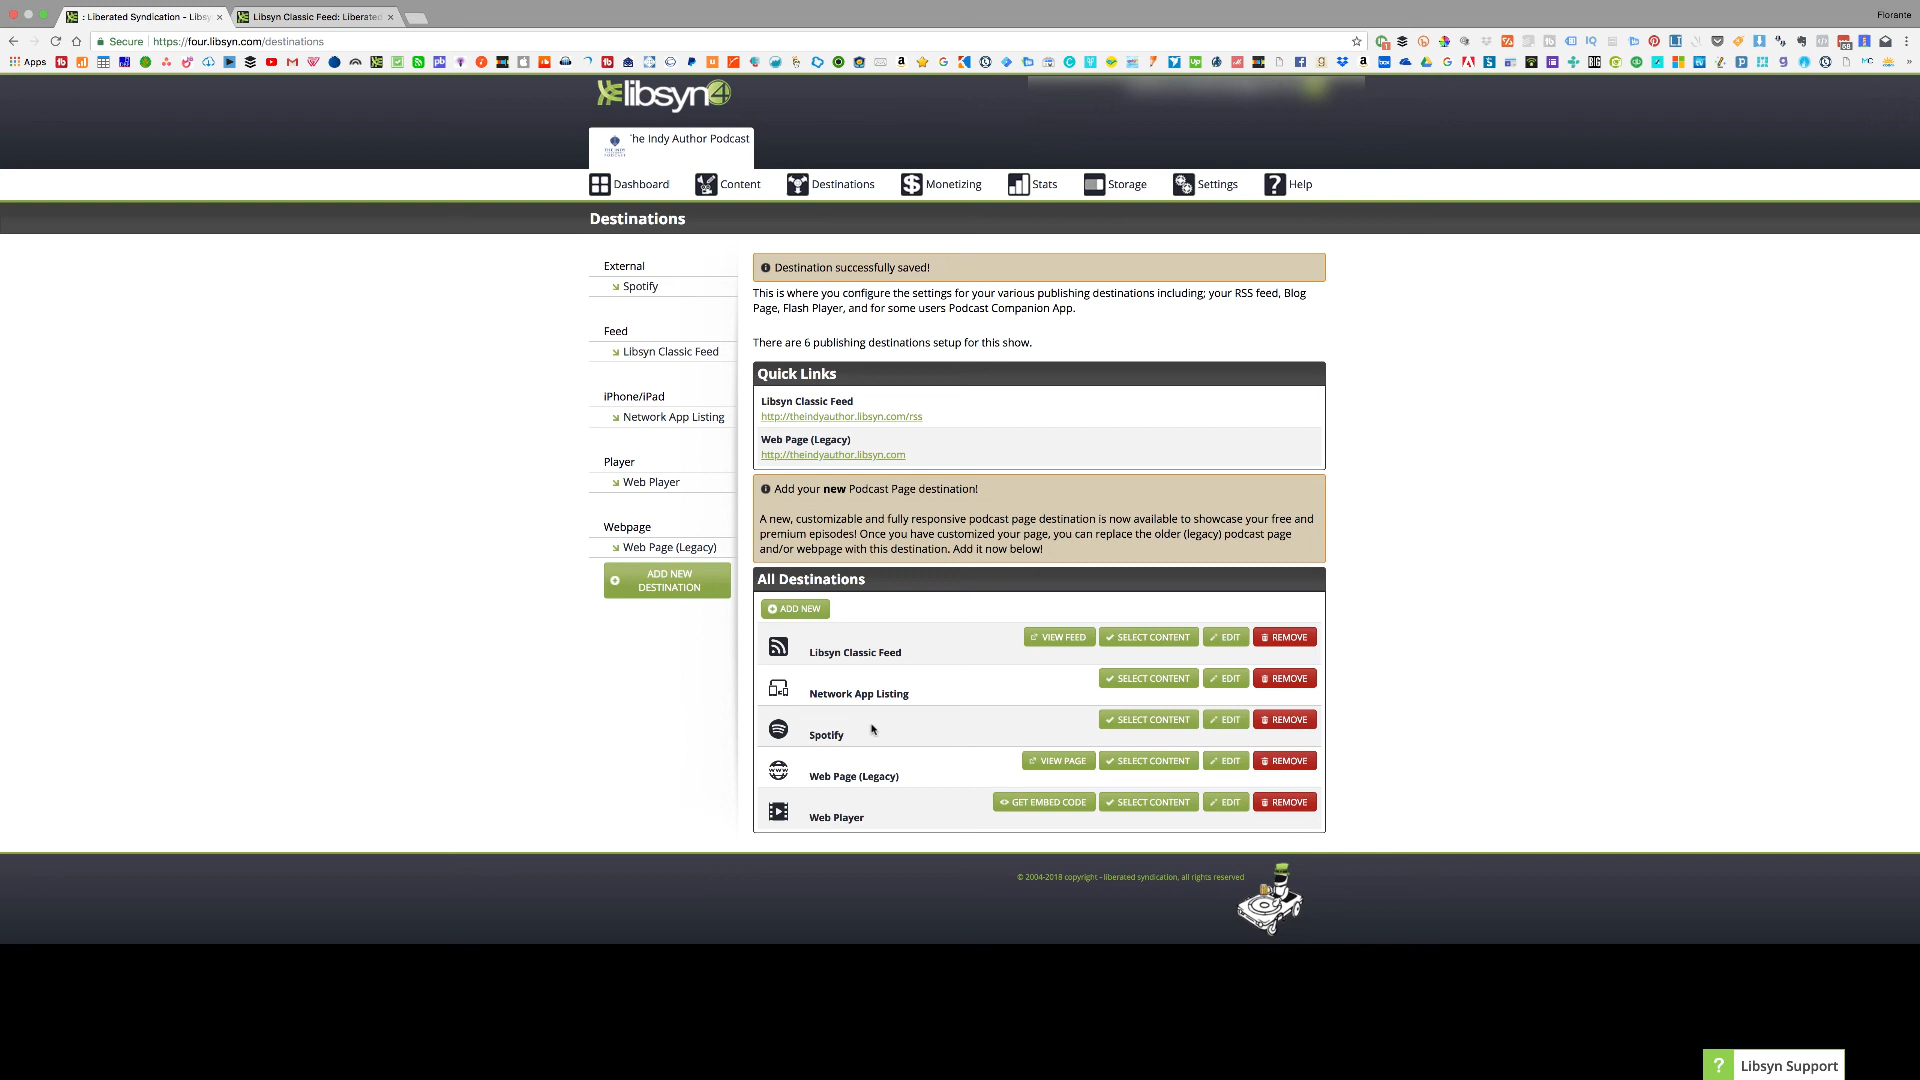 : Liberated Syndication - Libsy
Libsyn Classic Feed: Liberated
Florante
Secure
https://four.libsyn.com/destinations
Apps
libsyn4
The Indy Author Podcast
Dashboard
Content
Destinations
Monetizing
Stats
Storage
Settings
Help
Destinations
External
Spotify
Feed
Libsyn Classic Feed
iPhone/iPad
Network App Listing
Player
Web Player
Webpage
Web Page (Legacy)
ADD NEW
DESTINATION
Destination successfully saved!
This is where you configure the settings for your various publishing destinations including; your RSS feed, Blog
Page, Flash Player, and for some users Podcast Companion App.
There are 6 publishing destinations setup for this show.
Quick Links
Libsyn Classic Feed
http://theindyauthor.libsyn.com/rss
Web Page (Legacy)
http://theindyauthor.libsyn.com
Add your new Podcast Page destination!
A new, customizable and fully responsive podcast page destination is now available to showcase your free and
premium episodes! Once you have customized your page, you can replace the older (legacy) podcast page
and/or webpage with this destination. Add it now below!
All Destinations
ADD NEW
Libsyn Classic Feed
VIEW FEED
SELECT CONTENT
EDIT
REMOVE
Network App Listing
SELECT CONTENT
EDIT
REMOVE
Spotify
SELECT CONTENT
EDIT
REMOVE
Web Page (Legacy)
VIEW PAGE
SELECT CONTENT
EDIT
REMOVE
Web Player
GET EMBED CODE
SELECT CONTENT
EDIT
REMOVE
© 2004-2018 copyright - liberated syndication, all rights reserved
? Libsyn Support